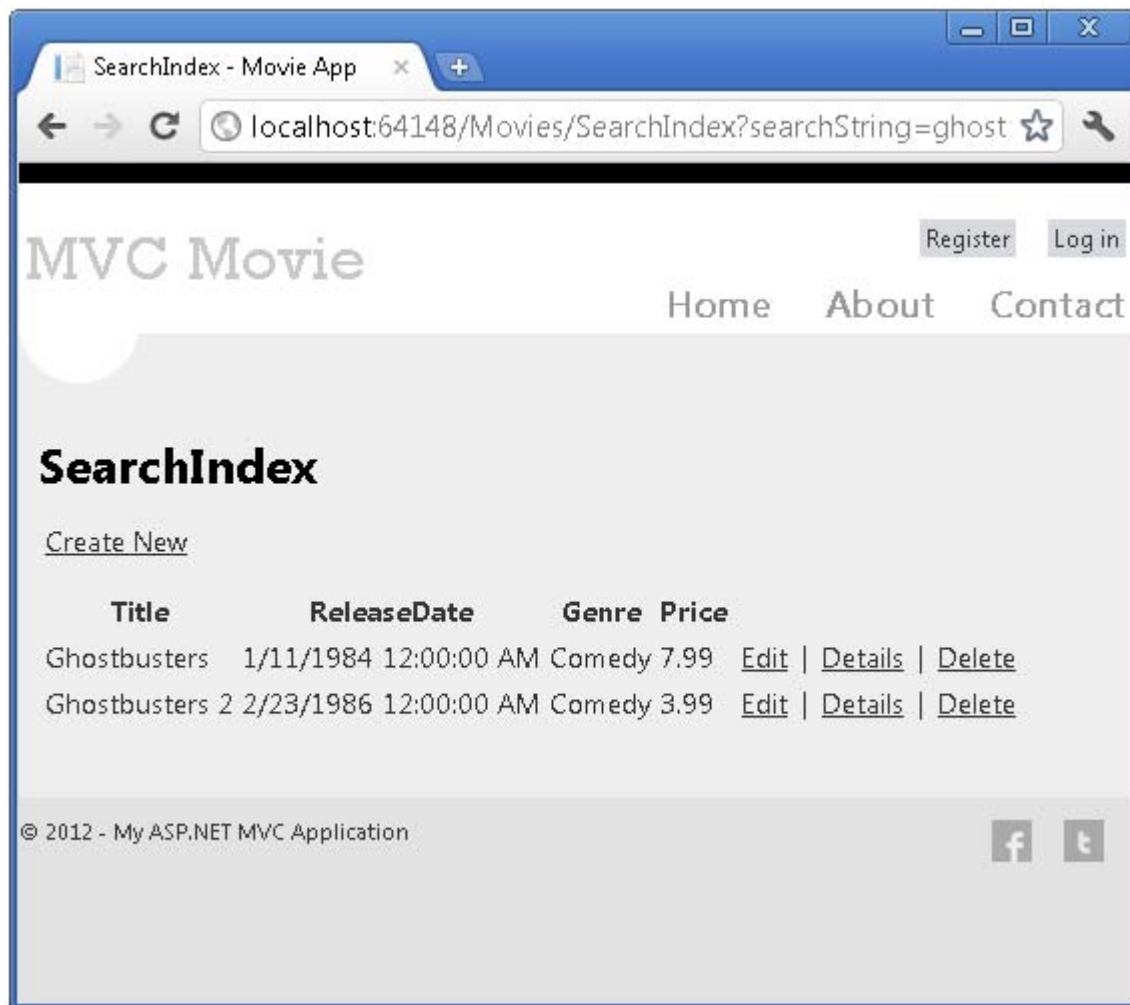 SearchIndex - Movie App
localhost:64148/Movies/SearchIndex?searchString=ghost
MVC Movie
Register Log in
Home About Contact
SearchIndex
Create New
Title ReleaseDate Genre Price
Ghostbusters 1/11/1984 12:00:00 AM Comedy 7.99 Edit | Details | Delete
Ghostbusters 2 2/23/1986 12:00:00 AM Comedy 3.99 Edit | Details | Delete
© 2012 - My ASP.NET MVC Application
f t